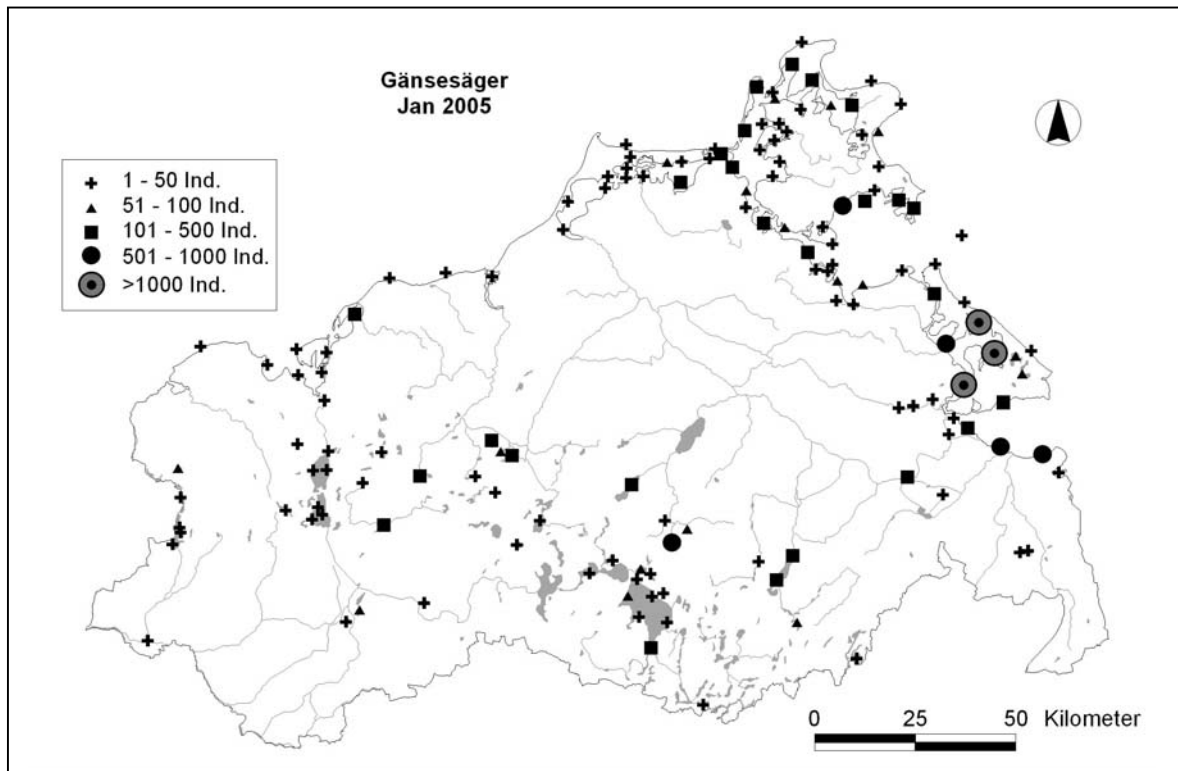 Gänsesäger
Jan 2005
1 - 50 Ind.
51 - 100 Ind.
101 - 500 Ind.
501 - 1000 Ind.
>1000 Ind.
0 25 50 Kilometer